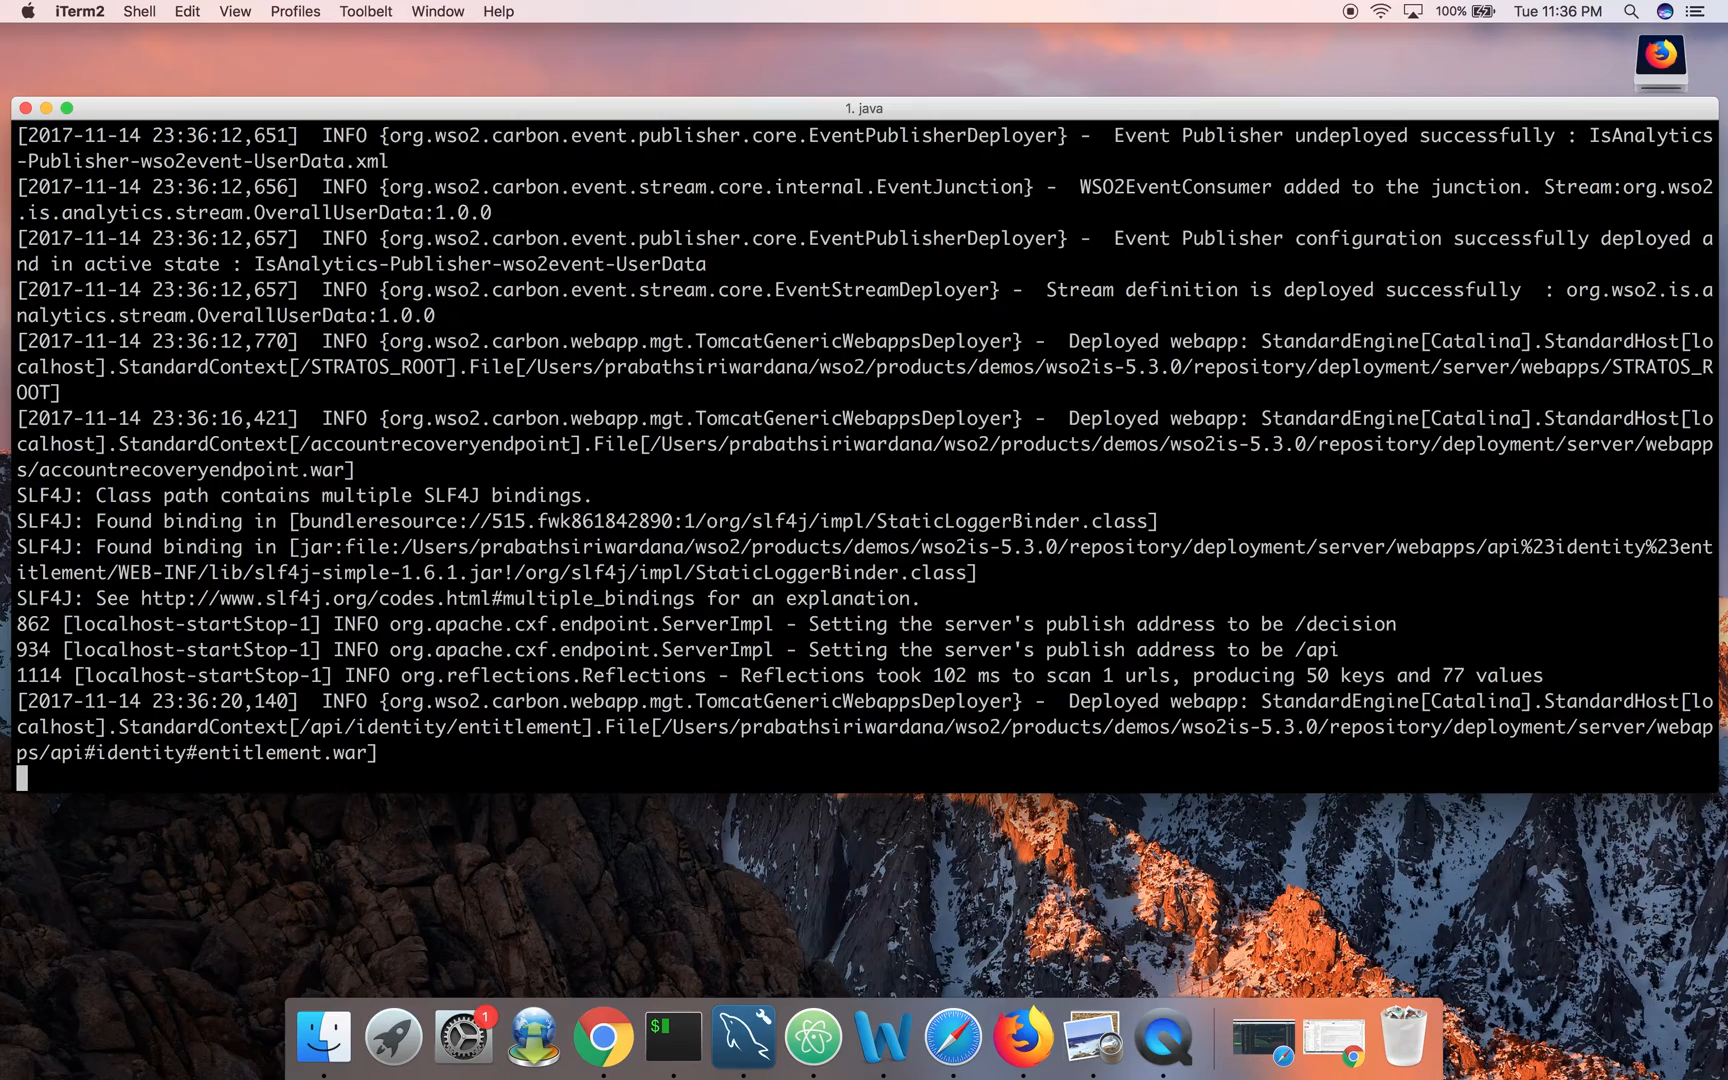 iTerm2 Shell Edit View Profiles Toolbelt Window Help 100% Tue 11:36 PM
1. java
[2017-11-14 23:36:12,651]  INFO {org.wso2.carbon.event.publisher.core.EventPublisherDeployer} -  Event Publisher undeployed successfully : IsAnalytics
-Publisher-wso2event-UserData.xml
[2017-11-14 23:36:12,656]  INFO {org.wso2.carbon.event.stream.core.internal.EventJunction} -  WSO2EventConsumer added to the junction. Stream:org.wso2
.is.analytics.stream.OverallUserData:1.0.0
[2017-11-14 23:36:12,657]  INFO {org.wso2.carbon.event.publisher.core.EventPublisherDeployer} -  Event Publisher configuration successfully deployed a
nd in active state : IsAnalytics-Publisher-wso2event-UserData
[2017-11-14 23:36:12,657]  INFO {org.wso2.carbon.event.stream.core.EventStreamDeployer} -  Stream definition is deployed successfully  : org.wso2.is.a
nalytics.stream.OverallUserData:1.0.0
[2017-11-14 23:36:12,770]  INFO {org.wso2.carbon.webapp.mgt.TomcatGenericWebappsDeployer} -  Deployed webapp: StandardEngine[Catalina].StandardHost[lo
calhost].StandardContext[/STRATOS_ROOT].File[/Users/prabathsiriwardana/wso2/products/demos/wso2is-5.3.0/repository/deployment/server/webapps/STRATOS_R
OOT]
[2017-11-14 23:36:16,421]  INFO {org.wso2.carbon.webapp.mgt.TomcatGenericWebappsDeployer} -  Deployed webapp: StandardEngine[Catalina].StandardHost[lo
calhost].StandardContext[/accountrecoveryendpoint].File[/Users/prabathsiriwardana/wso2/products/demos/wso2is-5.3.0/repository/deployment/server/webapp
s/accountrecoveryendpoint.war]
SLF4J: Class path contains multiple SLF4J bindings.
SLF4J: Found binding in [bundleresource://515.fwk861842890:1/org/slf4j/impl/StaticLoggerBinder.class]
SLF4J: Found binding in [jar:file:/Users/prabathsiriwardana/wso2/products/demos/wso2is-5.3.0/repository/deployment/server/webapps/api%23identity%23ent
itlement/WEB-INF/lib/slf4j-simple-1.6.1.jar!/org/slf4j/impl/StaticLoggerBinder.class]
SLF4J: See http://www.slf4j.org/codes.html#multiple_bindings for an explanation.
862 [localhost-startStop-1] INFO org.apache.cxf.endpoint.ServerImpl - Setting the server's publish address to be /decision
934 [localhost-startStop-1] INFO org.apache.cxf.endpoint.ServerImpl - Setting the server's publish address to be /api
1114 [localhost-startStop-1] INFO org.reflections.Reflections - Reflections took 102 ms to scan 1 urls, producing 50 keys and 77 values
[2017-11-14 23:36:20,140]  INFO {org.wso2.carbon.webapp.mgt.TomcatGenericWebappsDeployer} -  Deployed webapp: StandardEngine[Catalina].StandardHost[lo
calhost].StandardContext[/api/identity/entitlement].File[/Users/prabathsiriwardana/wso2/products/demos/wso2is-5.3.0/repository/deployment/server/webap
ps/api#identity#entitlement.war]
1
$
W